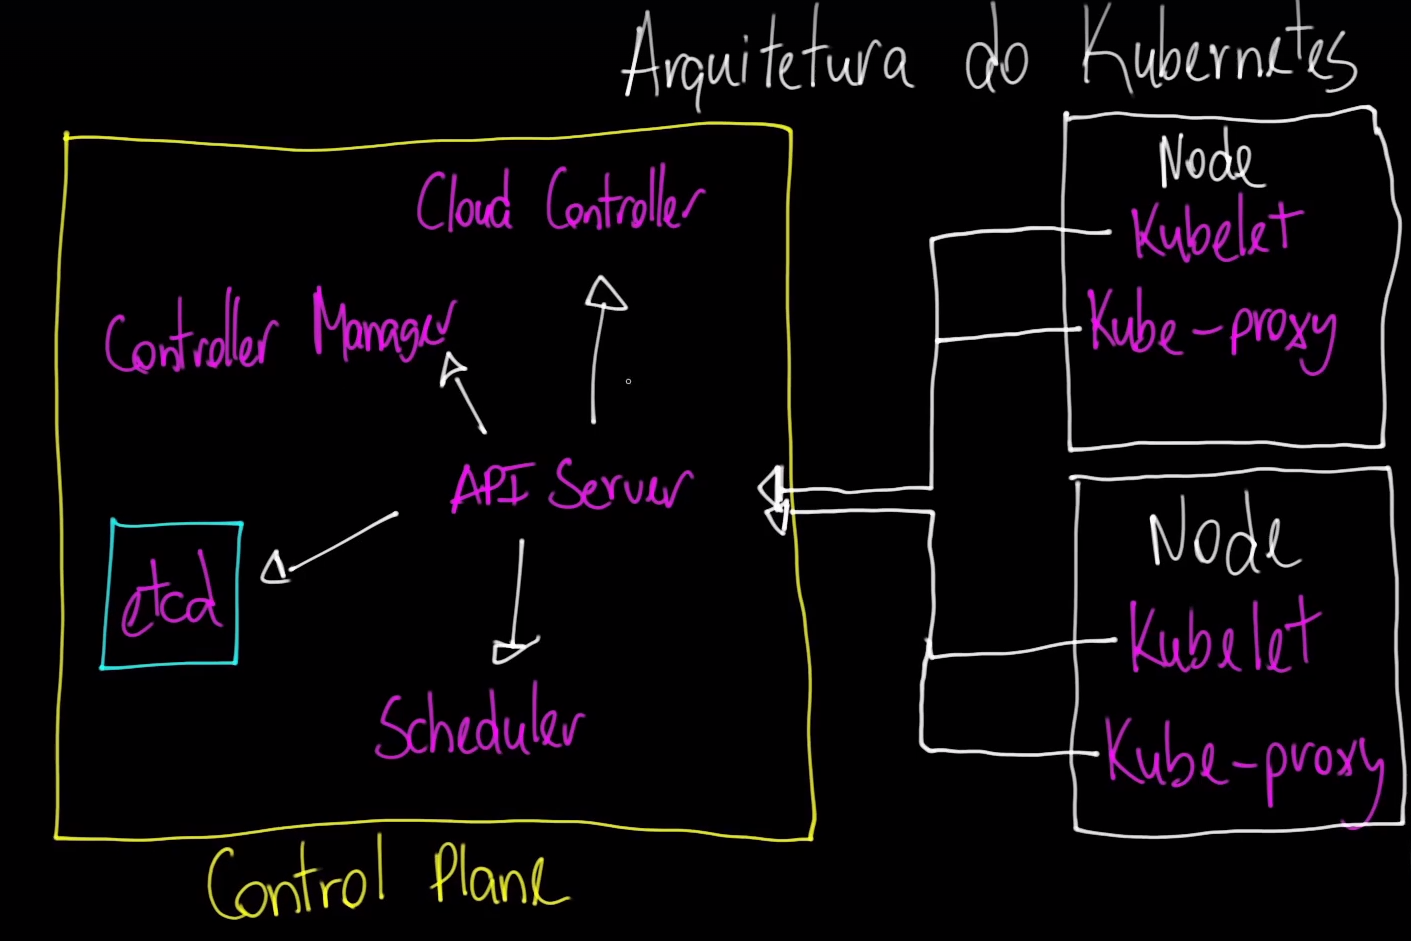 Arquitetura do Kubernetes
Cloud Controller
Controller Manager
API Server
etcd
Scheduler
Control Plane
Node
Kubelet
Kube-proxy
Node
Kubelet
Kube-proxy